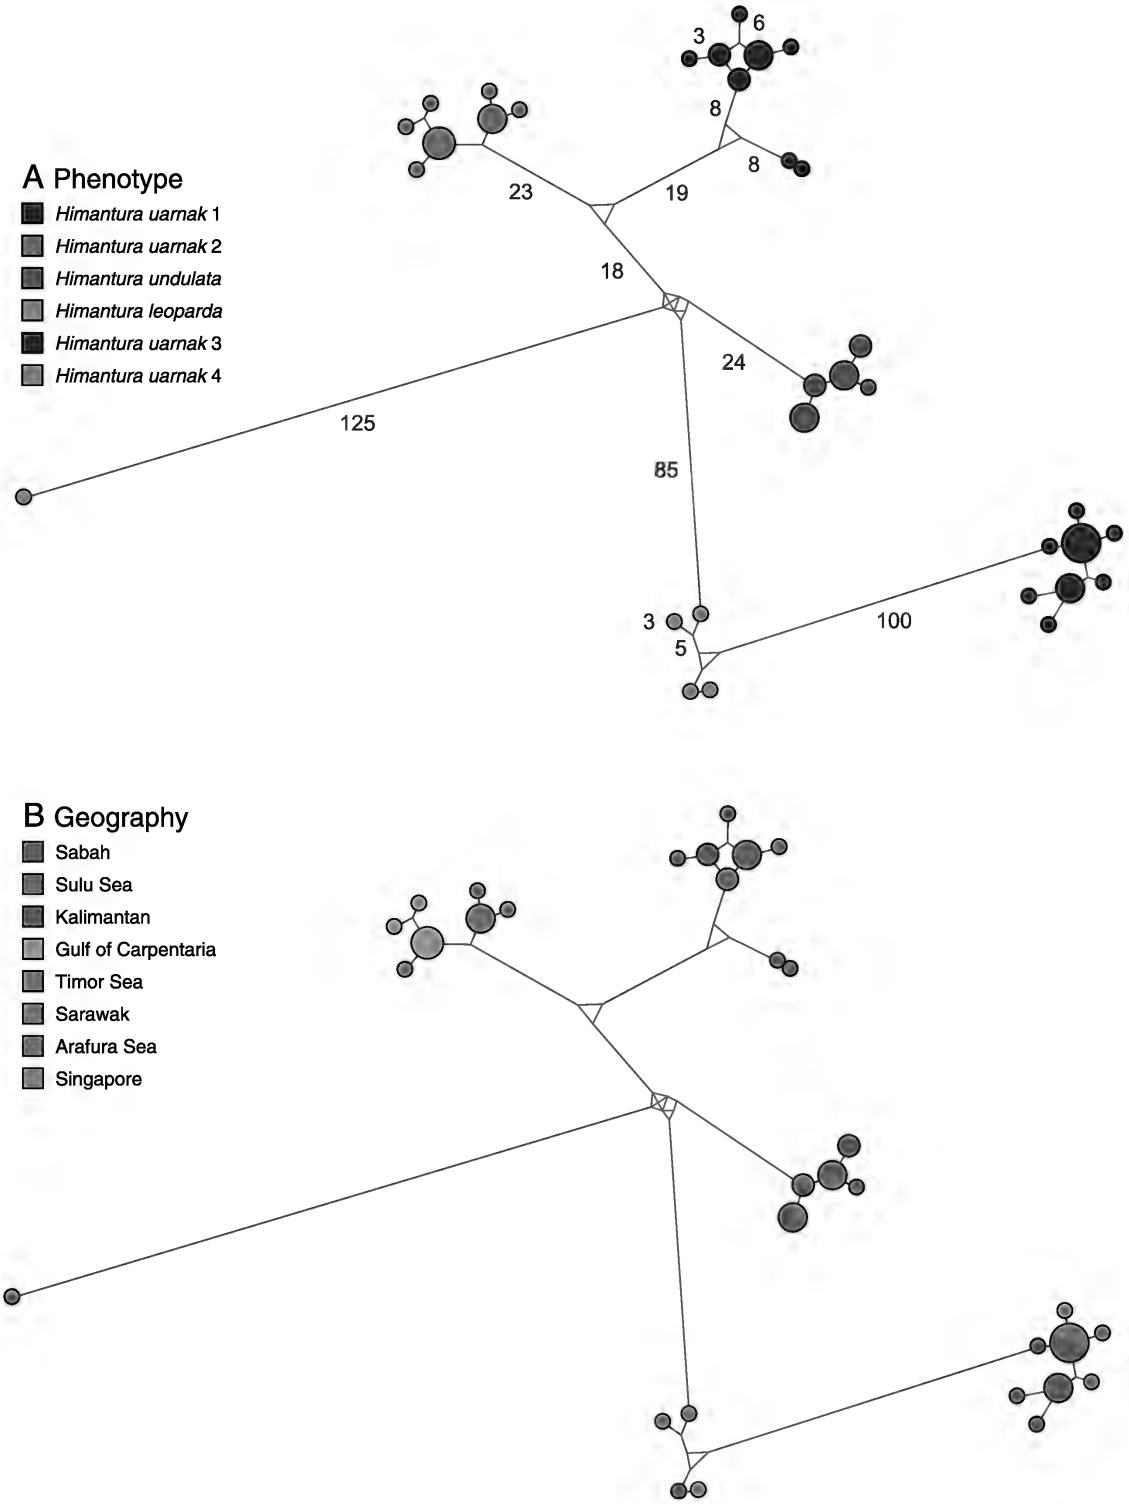 A Phenotype
Himantura uarnak 1
Himantura uarnak 2
Himantura undulata
Himantura leoparda
Himantura uarnak 3
Himantura uarnak 4
3
6
8
8
23
19
18
24
125
85
3
5
100
B Geography
Sabah
Sulu Sea
Kalimantan
Gulf of Carpentaria
Timor Sea
Sarawak
Arafura Sea
Singapore